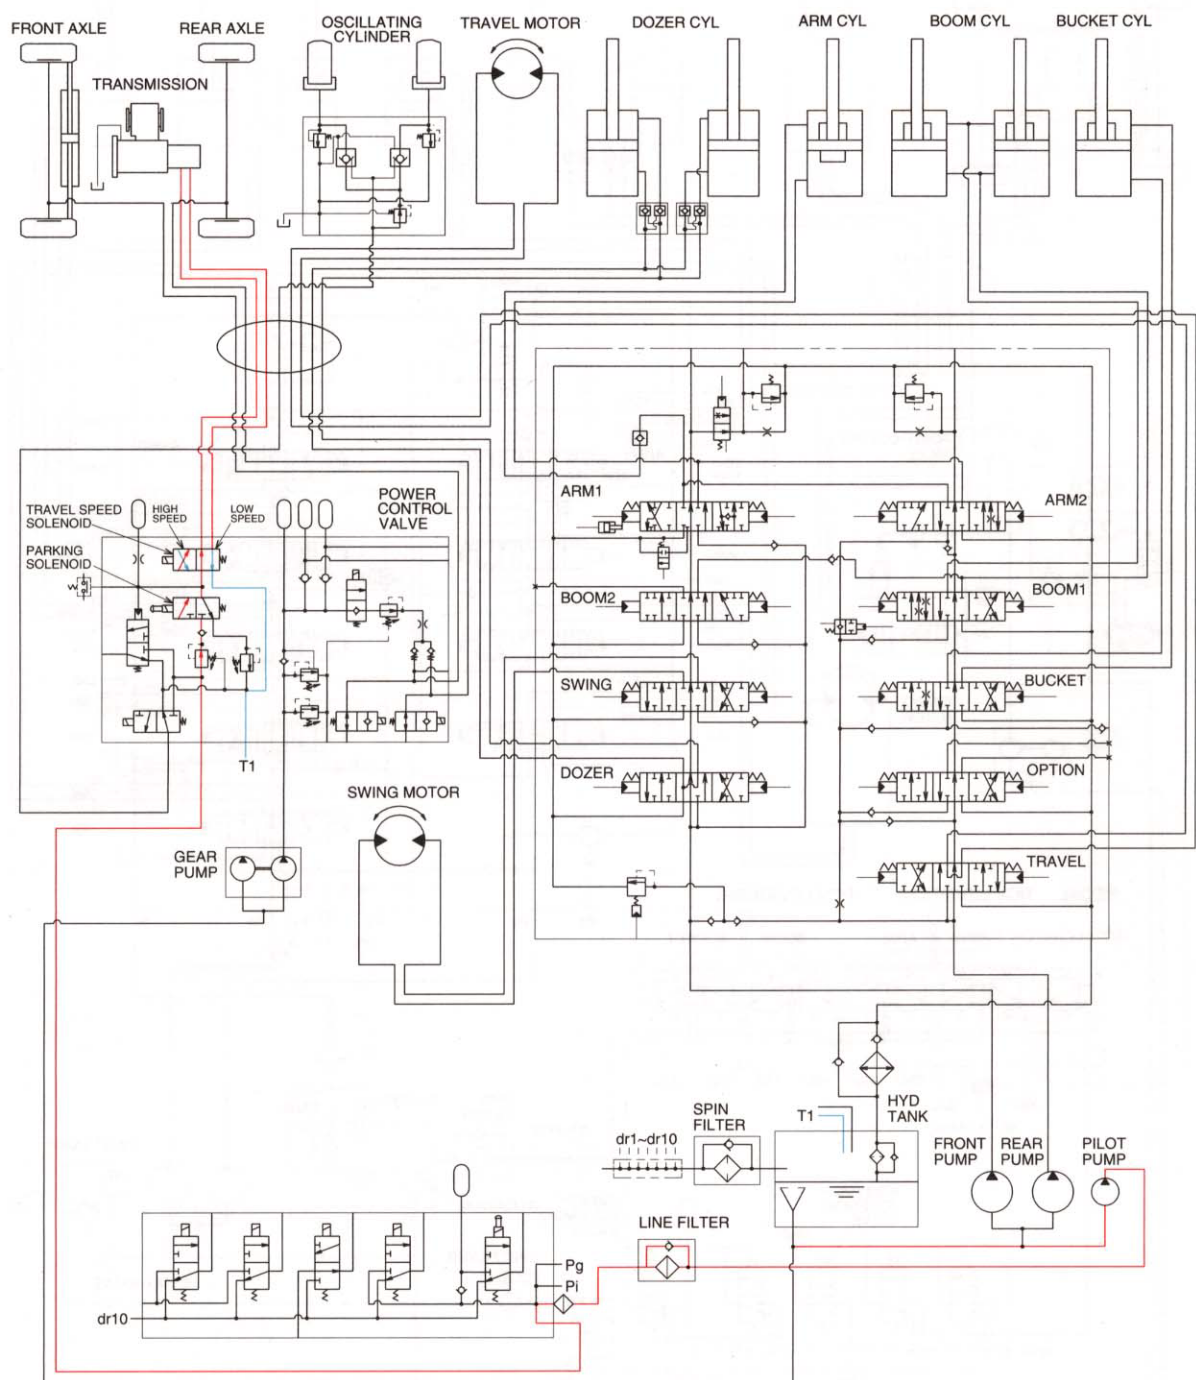 FRONT AXLE
REAR AXLE
OSCILLATING
CYLINDER
TRAVEL MOTOR
DOZER CYL
ARM CYL
BOOM CYL
BUCKET CYL
TRANSMISSION
TRAVEL SPEED
SOLENOID
HIGH
SPEED
LOW
SPEED
POWER
CONTROL
VALVE
PARKING
SOLENOID
T1
ARM1
ARM2
BOOM2
BOOM1
SWING
BUCKET
DOZER
OPTION
TRAVEL
SWING MOTOR
GEAR
PUMP
HYD
TANK
T1
SPIN
FILTER
dr1~dr10
FRONT
PUMP
REAR
PUMP
PILOT
PUMP
LINE FILTER
Pg
Pi
dr10